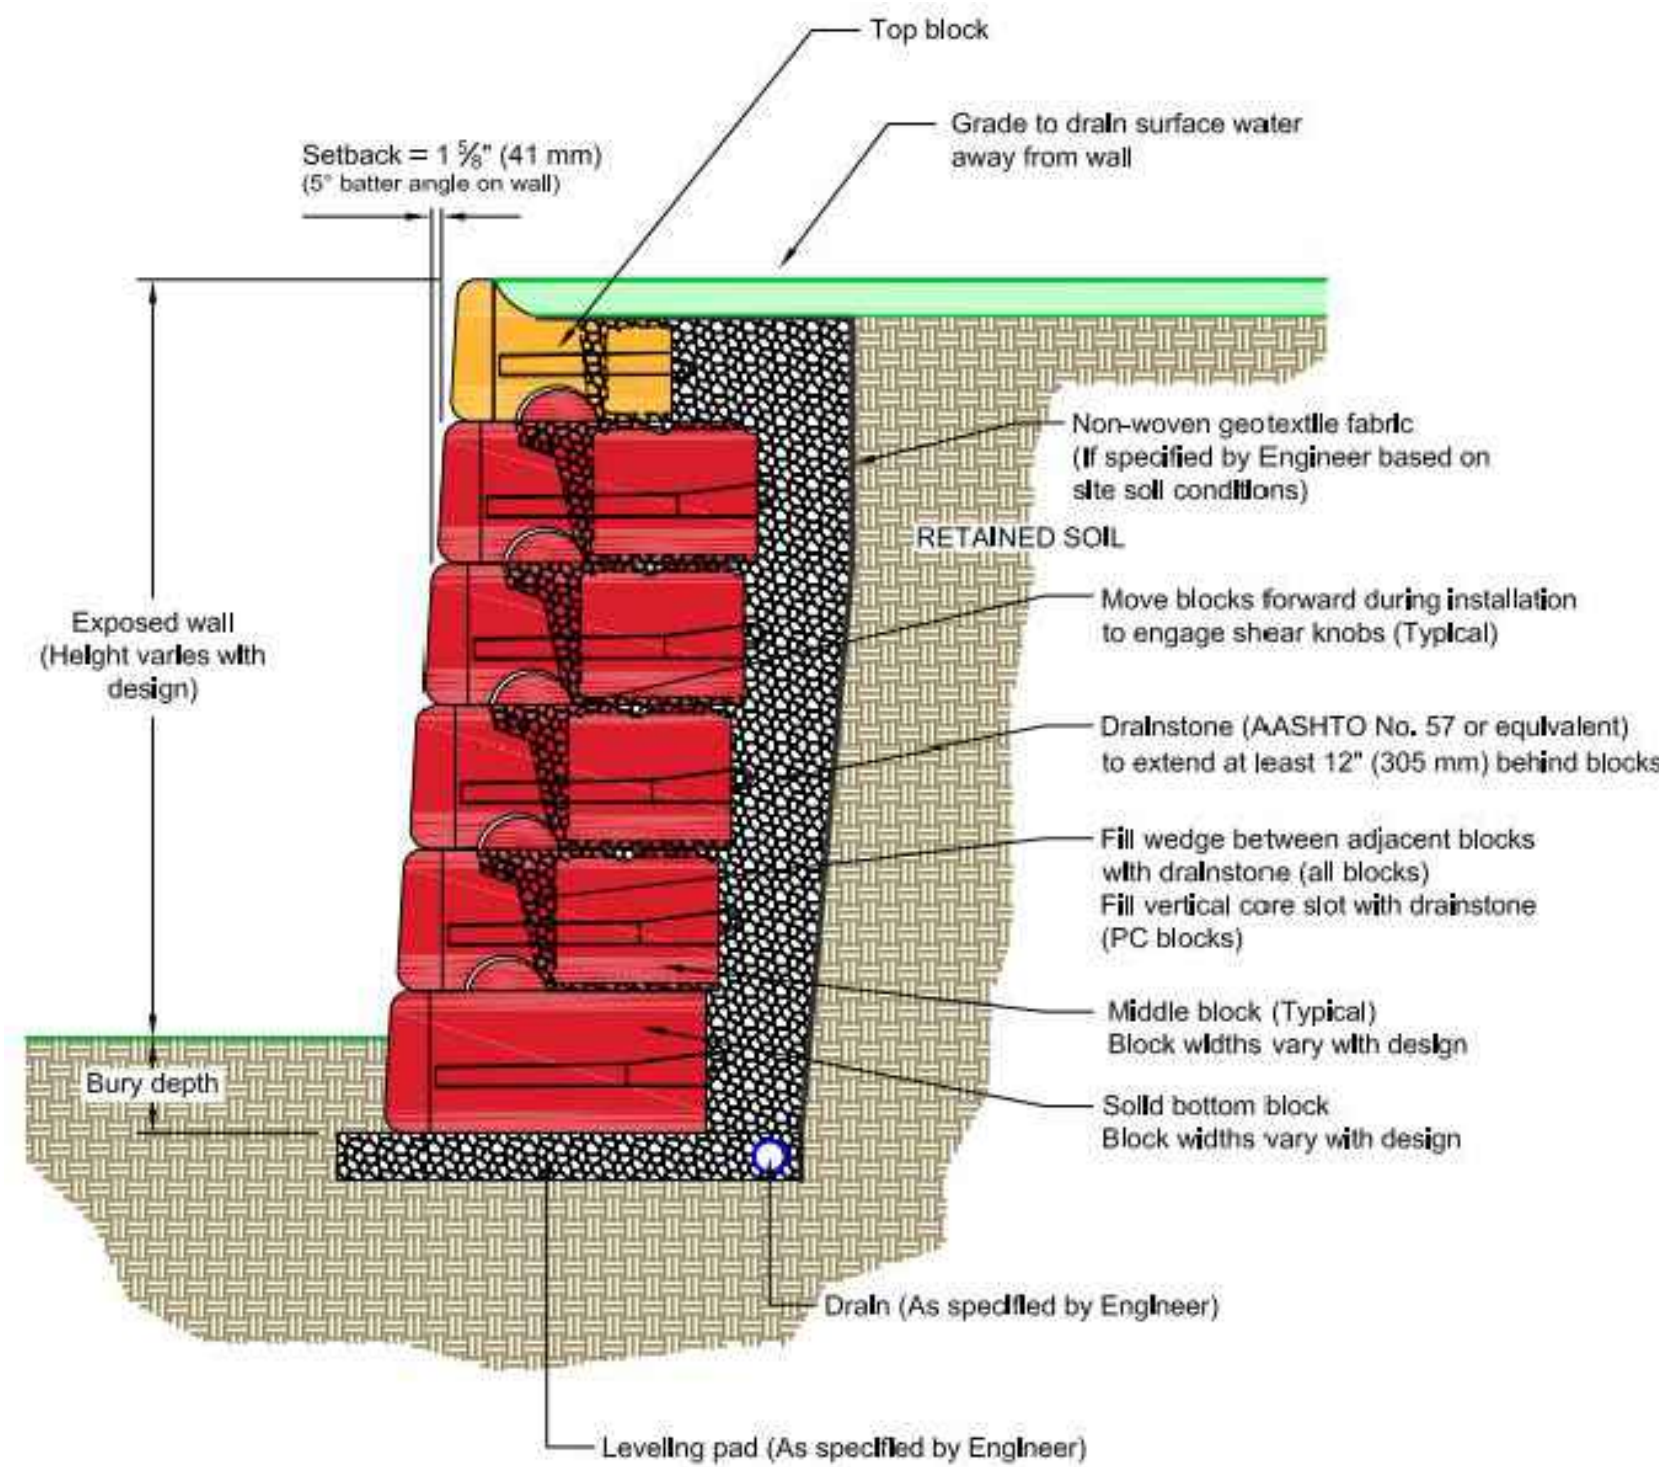 Top block
Grade to drain surface water
away from wall
Setback = 1 ⅝" (41 mm)
(5° batter angle on wall)
Non-woven geotextile fabric
(If specified by Engineer based on
site soil conditions)
RETAINED SOIL
Move blocks forward during installation
to engage shear knobs (Typical)
Exposed wall
(Height varies with
design)
Drainstone (AASHTO No. 57 or equivalent)
to extend at least 12" (305 mm) behind blocks
Fill wedge between adjacent blocks
with drainstone (all blocks)
Fill vertical core slot with drainstone
(PC blocks)
Middle block (Typical)
Block widths vary with design
Bury depth
Solid bottom block
Block widths vary with design
Drain (As specified by Engineer)
Leveling pad (As specified by Engineer)